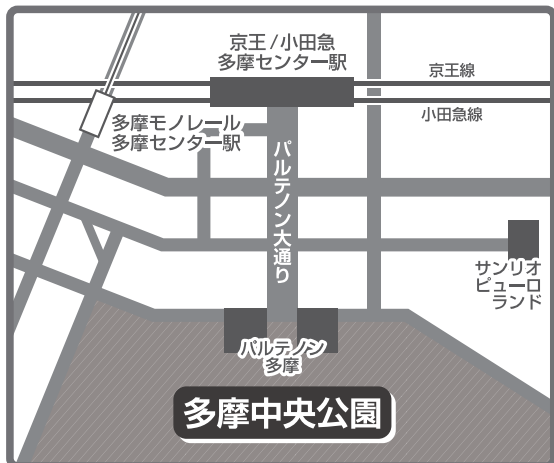 京王/小田急
多摩センター駅
京王線
小田急線
多摩モノレール
多摩センター駅
パルテノン大通り
サンリオ
ピューロ
ランド
パルテノン
多摩
多摩中央公園